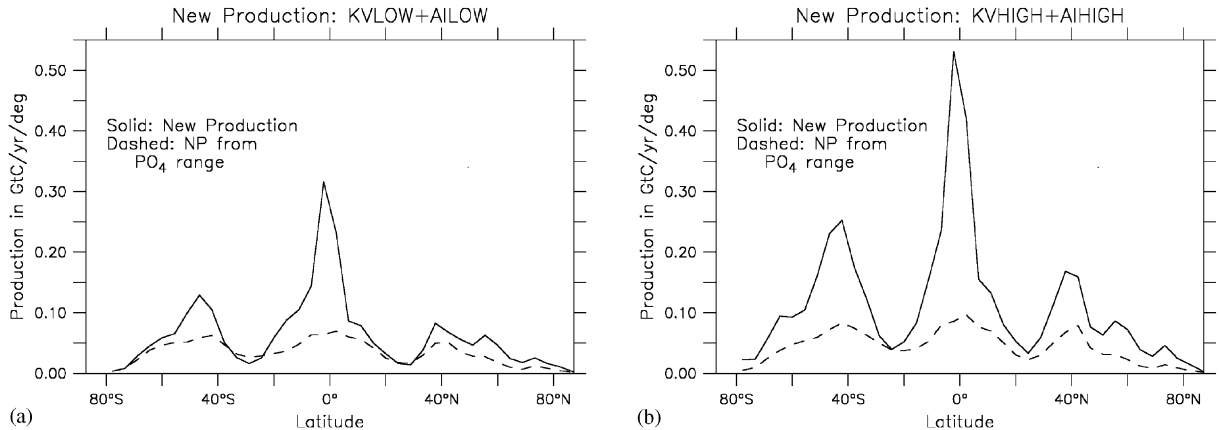 New Production: KVLOW+AILOW
Production in GtC/yr/deg
0.50
0.40
0.30
0.20
0.10
0.00
Solid: New Production
Dashed: NP from
PO₄ range
80°S
40°S
0°
40°N
80°N
Latitude
(a)
New Production: KVHIGH+AIHIGH
Production in GtC/yr/deg
0.50
0.40
0.30
0.20
0.10
0.00
Solid: New Production
Dashed: NP from
PO₄ range
80°S
40°S
0°
40°N
80°N
Latitude
(b)